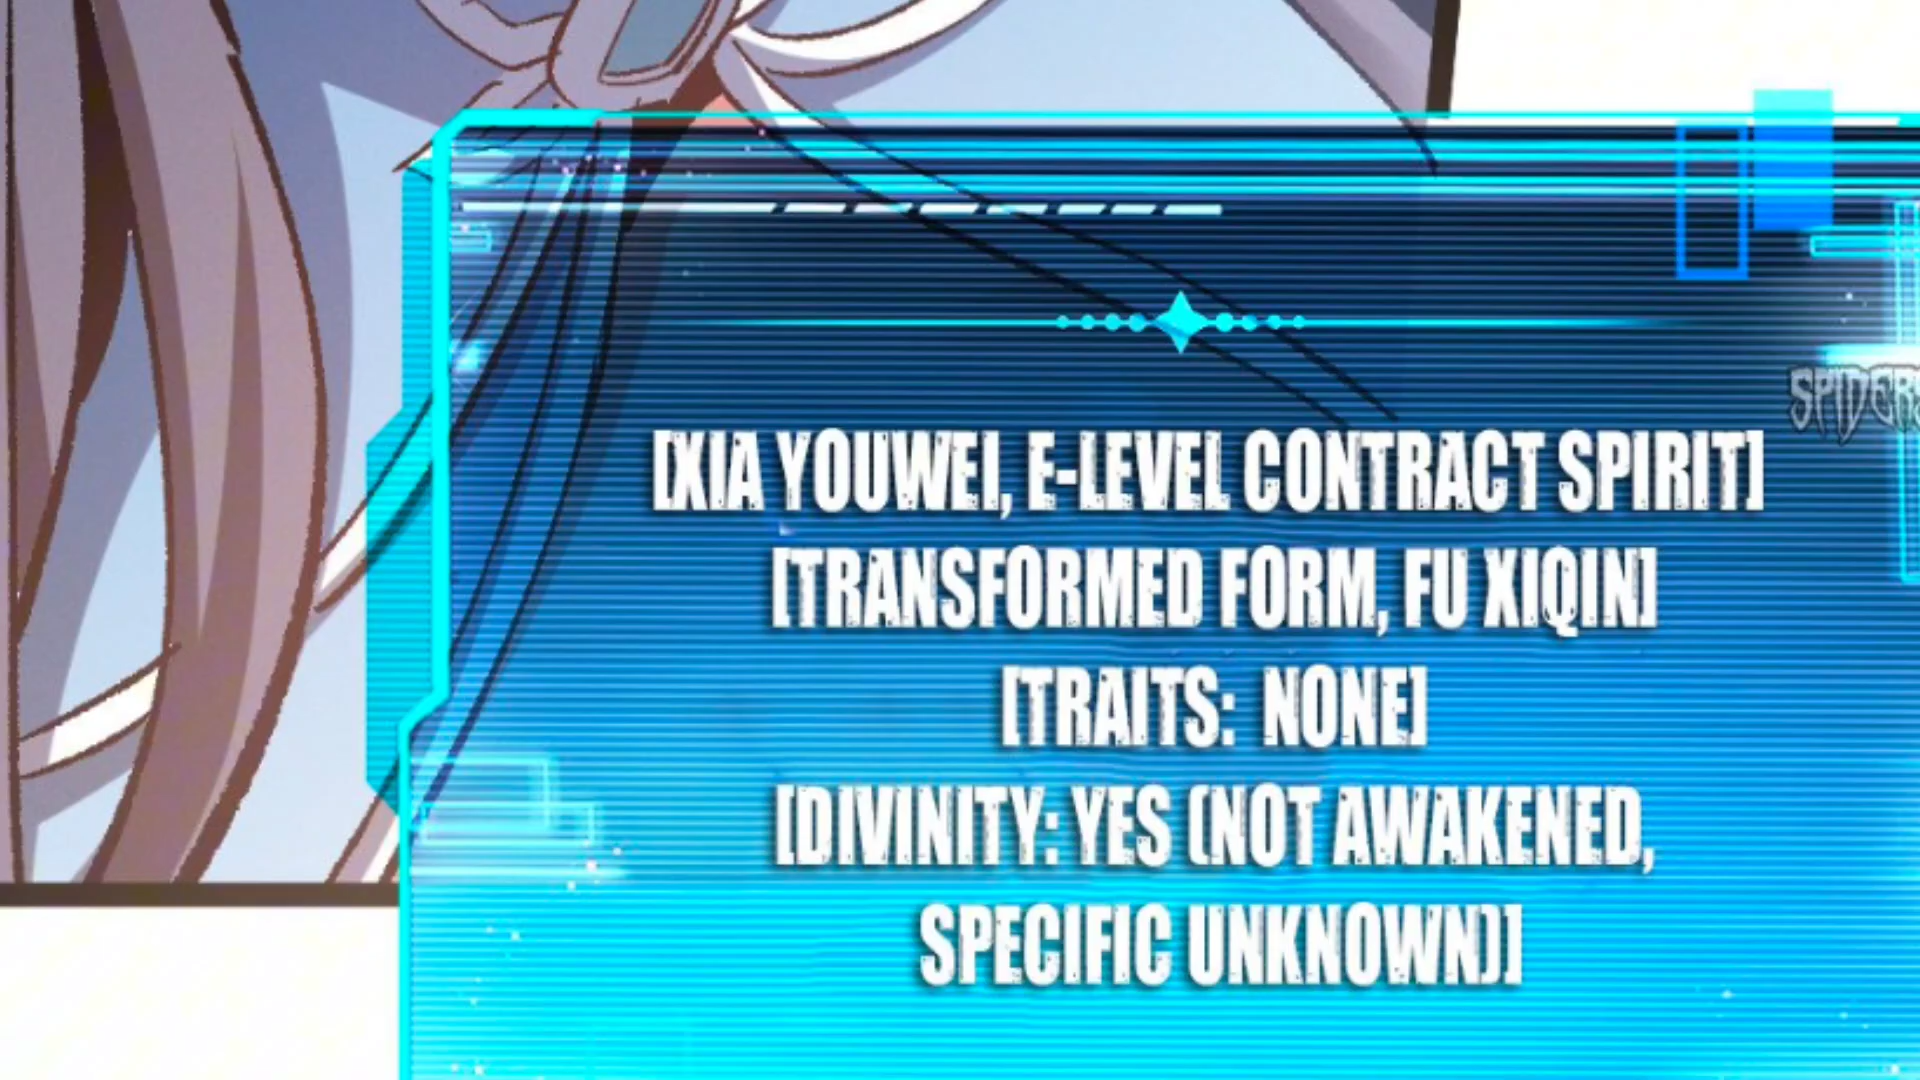 [XIA YOUWEI, E-LEVEL CONTRACT SPIRIT]
[TRANSFORMED FORM, FU XIQIN]
[TRAITS: NONE]
[DIVINITY: YES (NOT AWAKENED,
SPECIFIC UNKNOWN)]